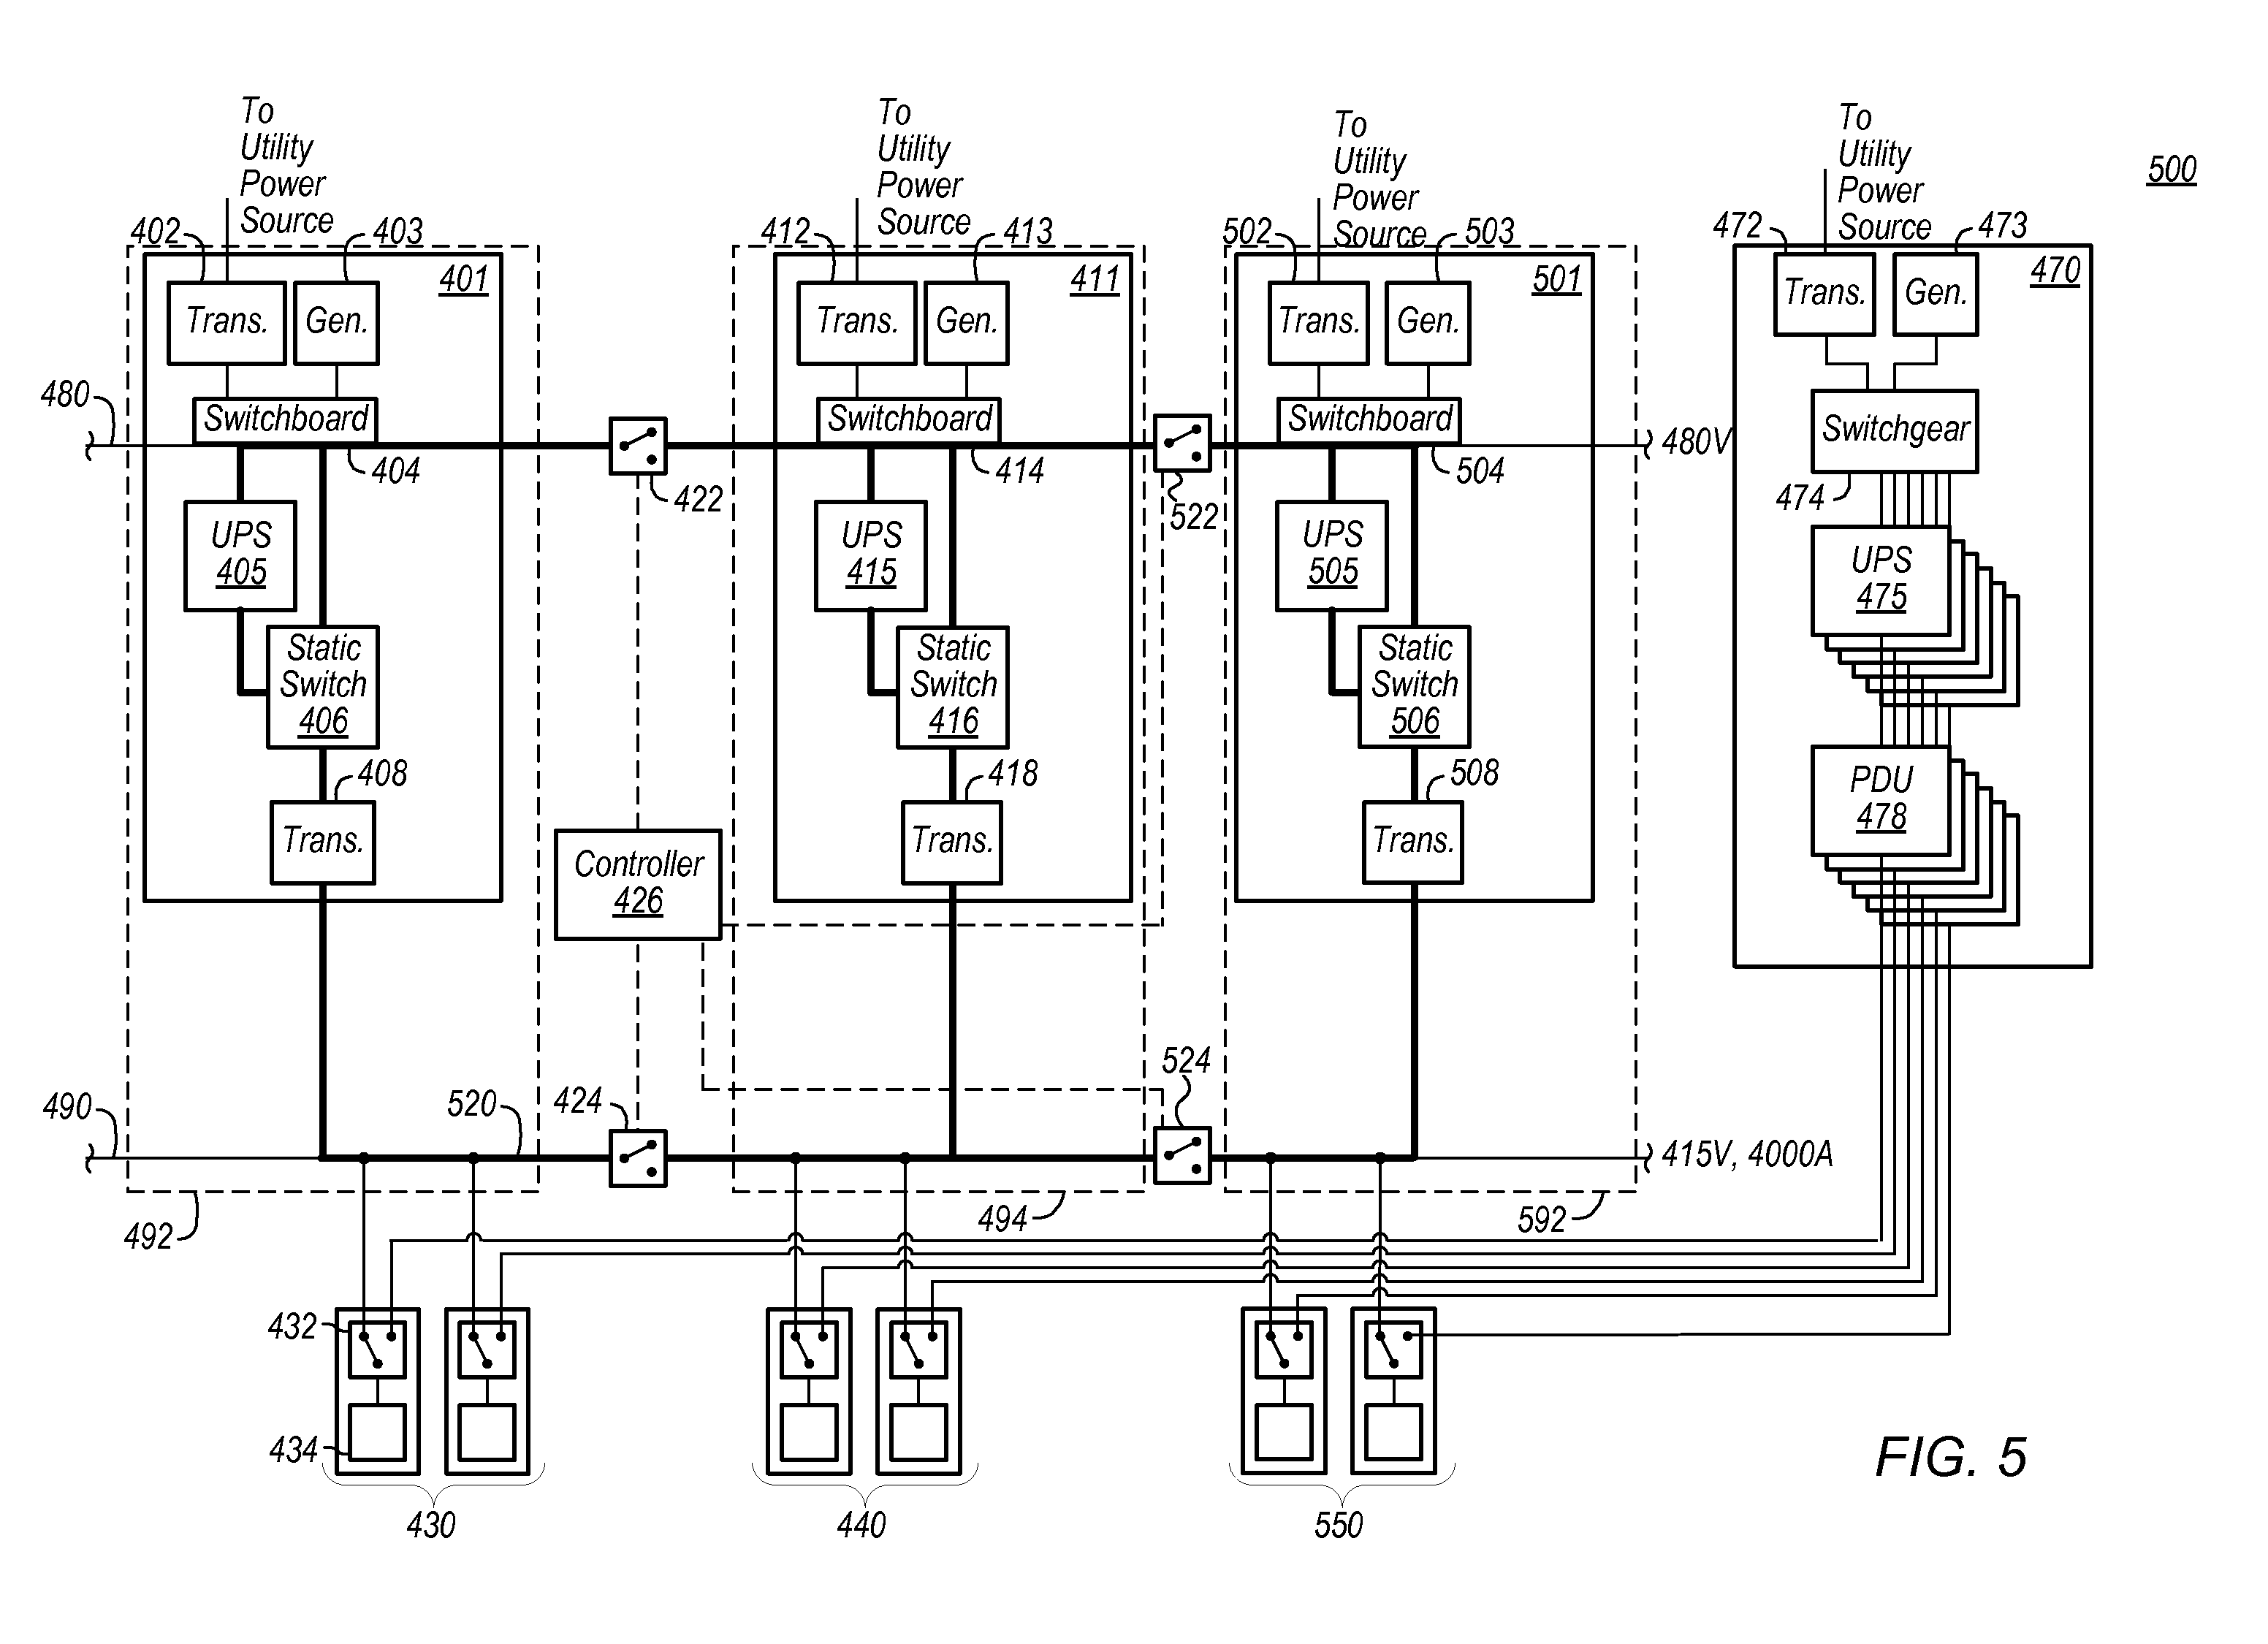 To
Utility
Power
Source
To
Utility
Power
Source
To
Utility
Power
Source
To
Utility
Power
Source
500
402
403
412
413
502
503
472
473
401
411
501
470
Trans.
Gen.
Trans.
Gen.
Trans.
Gen.
Trans.
Gen.
480
Switchboard
Switchboard
Switchboard
Switchgear
480V
404
422
414
522
504
474
UPS
405
UPS
415
UPS
505
UPS
475
Static
Switch
406
Static
Switch
416
Static
Switch
506
408
418
508
PDU
478
Trans.
Trans.
Trans.
Controller
426
490
520
424
524
415V, 4000A
492
494
592
432
434
430
440
550
FIG. 5